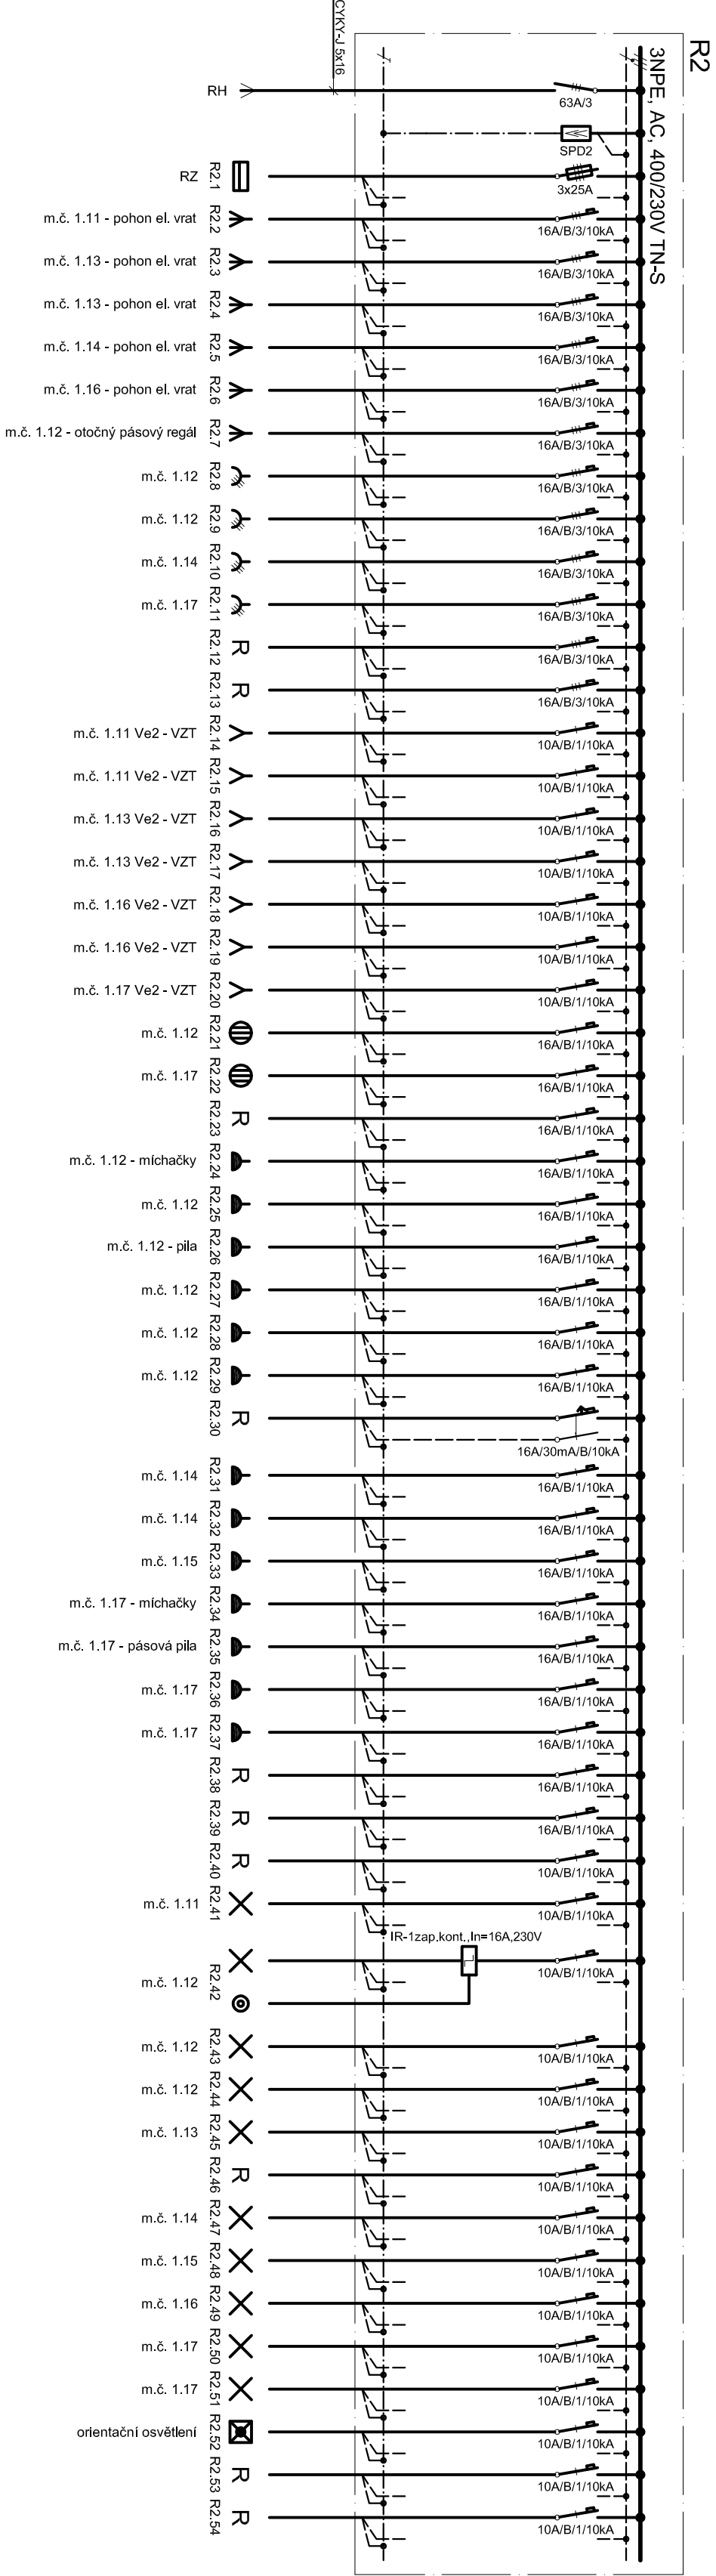 R2
3NPE, AC, 400/230V TN-S
CYKY-J 5x16
RH
63A/3
SPD2
RZ R2.1 3x25A
m.č. 1.11 - pohon el. vrat R2.2 16A/B/3/10kA
m.č. 1.13 - pohon el. vrat R2.3 16A/B/3/10kA
m.č. 1.13 - pohon el. vrat R2.4 16A/B/3/10kA
m.č. 1.14 - pohon el. vrat R2.5 16A/B/3/10kA
m.č. 1.16 - pohon el. vrat R2.6 16A/B/3/10kA
m.č. 1.12 - otočný pásový regál R2.7 16A/B/3/10kA
m.č. 1.12 R2.8 16A/B/3/10kA
m.č. 1.12 R2.9 16A/B/3/10kA
m.č. 1.14 R2.10 16A/B/3/10kA
m.č. 1.17 R2.11 16A/B/3/10kA
R2.12 R 16A/B/3/10kA
R2.13 R 16A/B/3/10kA
m.č. 1.11 Ve2 - VZT R2.14 10A/B/1/10kA
m.č. 1.11 Ve2 - VZT R2.15 10A/B/1/10kA
m.č. 1.13 Ve2 - VZT R2.16 10A/B/1/10kA
m.č. 1.13 Ve2 - VZT R2.17 10A/B/1/10kA
m.č. 1.16 Ve2 - VZT R2.18 10A/B/1/10kA
m.č. 1.16 Ve2 - VZT R2.19 10A/B/1/10kA
m.č. 1.17 Ve2 - VZT R2.20 10A/B/1/10kA
m.č. 1.12 R2.21 16A/B/1/10kA
m.č. 1.17 R2.22 16A/B/1/10kA
R2.23 R 16A/B/1/10kA
m.č. 1.12 - míchačky R2.24 16A/B/1/10kA
m.č. 1.12 R2.25 16A/B/1/10kA
m.č. 1.12 - pila R2.26 16A/B/1/10kA
m.č. 1.12 R2.27 16A/B/1/10kA
m.č. 1.12 R2.28 16A/B/1/10kA
m.č. 1.12 R2.29 16A/B/1/10kA
R2.30 R 16A/30mA/B/10kA
m.č. 1.14 R2.31 16A/B/1/10kA
m.č. 1.14 R2.32 16A/B/1/10kA
m.č. 1.15 R2.33 16A/B/1/10kA
m.č. 1.17 - míchačky R2.34 16A/B/1/10kA
m.č. 1.17 - pásová pila R2.35 16A/B/1/10kA
m.č. 1.17 R2.36 16A/B/1/10kA
m.č. 1.17 R2.37 16A/B/1/10kA
R2.38 R 16A/B/1/10kA
R2.39 R 16A/B/1/10kA
R2.40 R 10A/B/1/10kA
m.č. 1.11 R2.41 10A/B/1/10kA
IR-1zap.kont.,In=16A,230V
m.č. 1.12 R2.42 10A/B/1/10kA
m.č. 1.12 R2.43 10A/B/1/10kA
m.č. 1.12 R2.44 10A/B/1/10kA
m.č. 1.13 R2.45 10A/B/1/10kA
R2.46 R 10A/B/1/10kA
m.č. 1.14 R2.47 10A/B/1/10kA
m.č. 1.15 R2.48 10A/B/1/10kA
m.č. 1.16 R2.49 10A/B/1/10kA
m.č. 1.17 R2.50 10A/B/1/10kA
m.č. 1.17 R2.51 10A/B/1/10kA
orientační osvětlení R2.52 10A/B/1/10kA
R2.53 R 10A/B/1/10kA
R2.54 R 10A/B/1/10kA